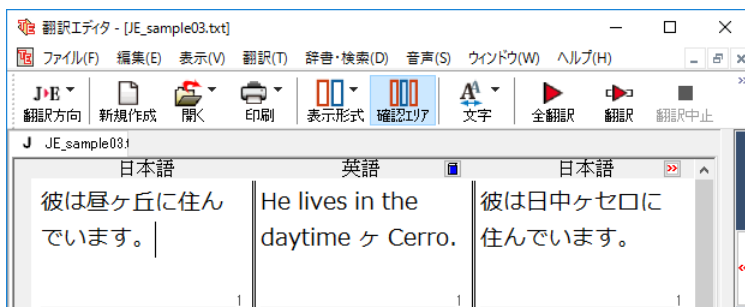 翻訳エディタ - [JE_sample03.txt]
ファイル(F) 編集(E) 表示(V) 翻訳(T) 辞書・検索(D) 音声(S) ウィンドウ(W) ヘルプ(H)
J▸E
翻訳方向 新規作成 開く 印刷 表示形式 確認エリア 文字 全翻訳 翻訳 翻訳中止
J JE_sample03.t
日本語 英語 日本語
彼は昼ヶ丘に住ん
でいます。
1
He lives in the
daytime ヶ Cerro.
1
彼は日中ヶセロに
住んでいます。
1